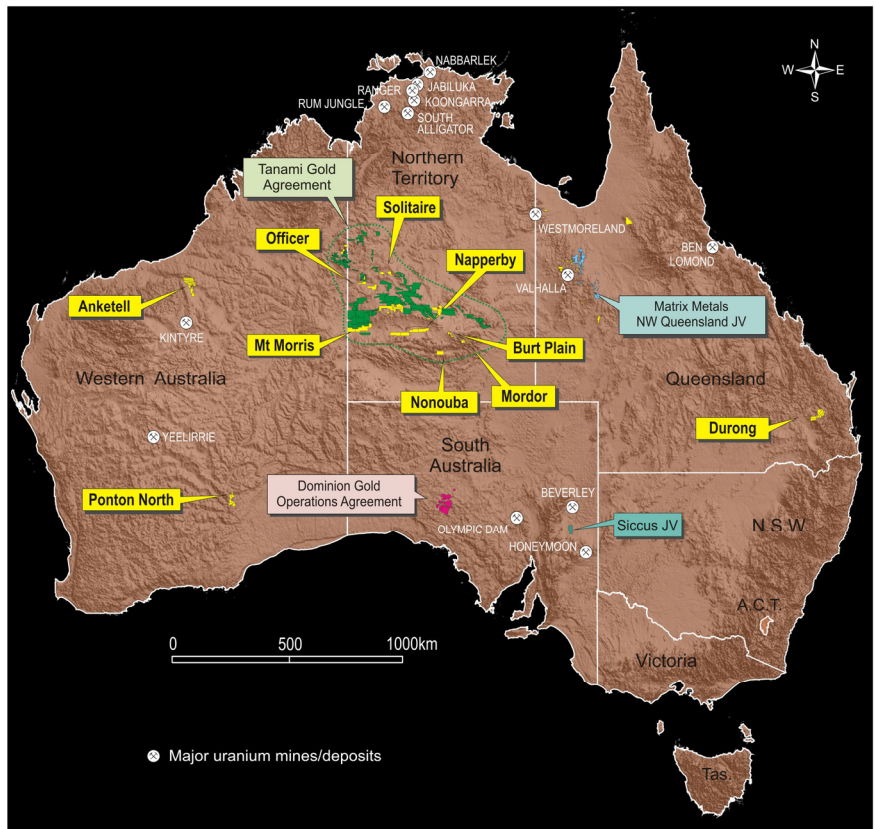 N
W E
S
NABBARLEK
JABILUKA
RANGER
KOONGARRA
RUM JUNGLE
SOUTH
ALLIGATOR
Northern
Territory
Tanami Gold
Agreement
Solitaire
Officer
WESTMORELAND
BEN
LOMOND
Napperby
VALHALLA
Anketell
Matrix Metals
NW Queensland JV
KINTYRE
Mt Morris
Burt Plain
Western Australia
Queensland
Nonouba
Mordor
Durong
YEELIRRIE
South
Australia
Ponton North
Dominion Gold
Operations Agreement
BEVERLEY
OLYMPIC DAM
Siccus JV
N.S.W.
HONEYMOON
A.C.T.
0 500 1000km
Victoria
Major uranium mines/deposits
Tas.